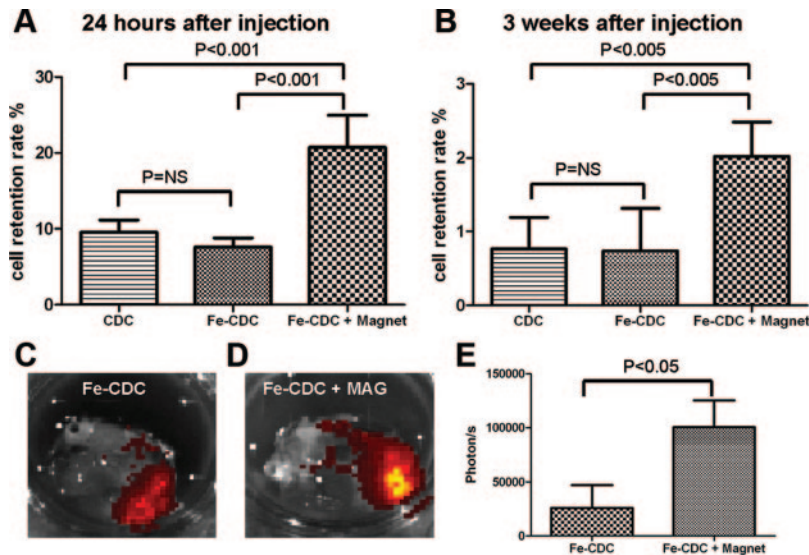 A 24 hours after injection
P<0.001
P<0.001
P=NS
cell retention rate %
30
20
10
0
CDC Fe-CDC Fe-CDC + Magnet
B 3 weeks after injection
P<0.005
P<0.005
P=NS
cell retention rate %
3
2
1
0
CDC Fe-CDC Fe-CDC + Magnet
C
Fe-CDC
D
Fe-CDC + MAG
E
P<0.05
Photon/s
150000
100000
50000
0
Fe-CDC Fe-CDC + Magnet